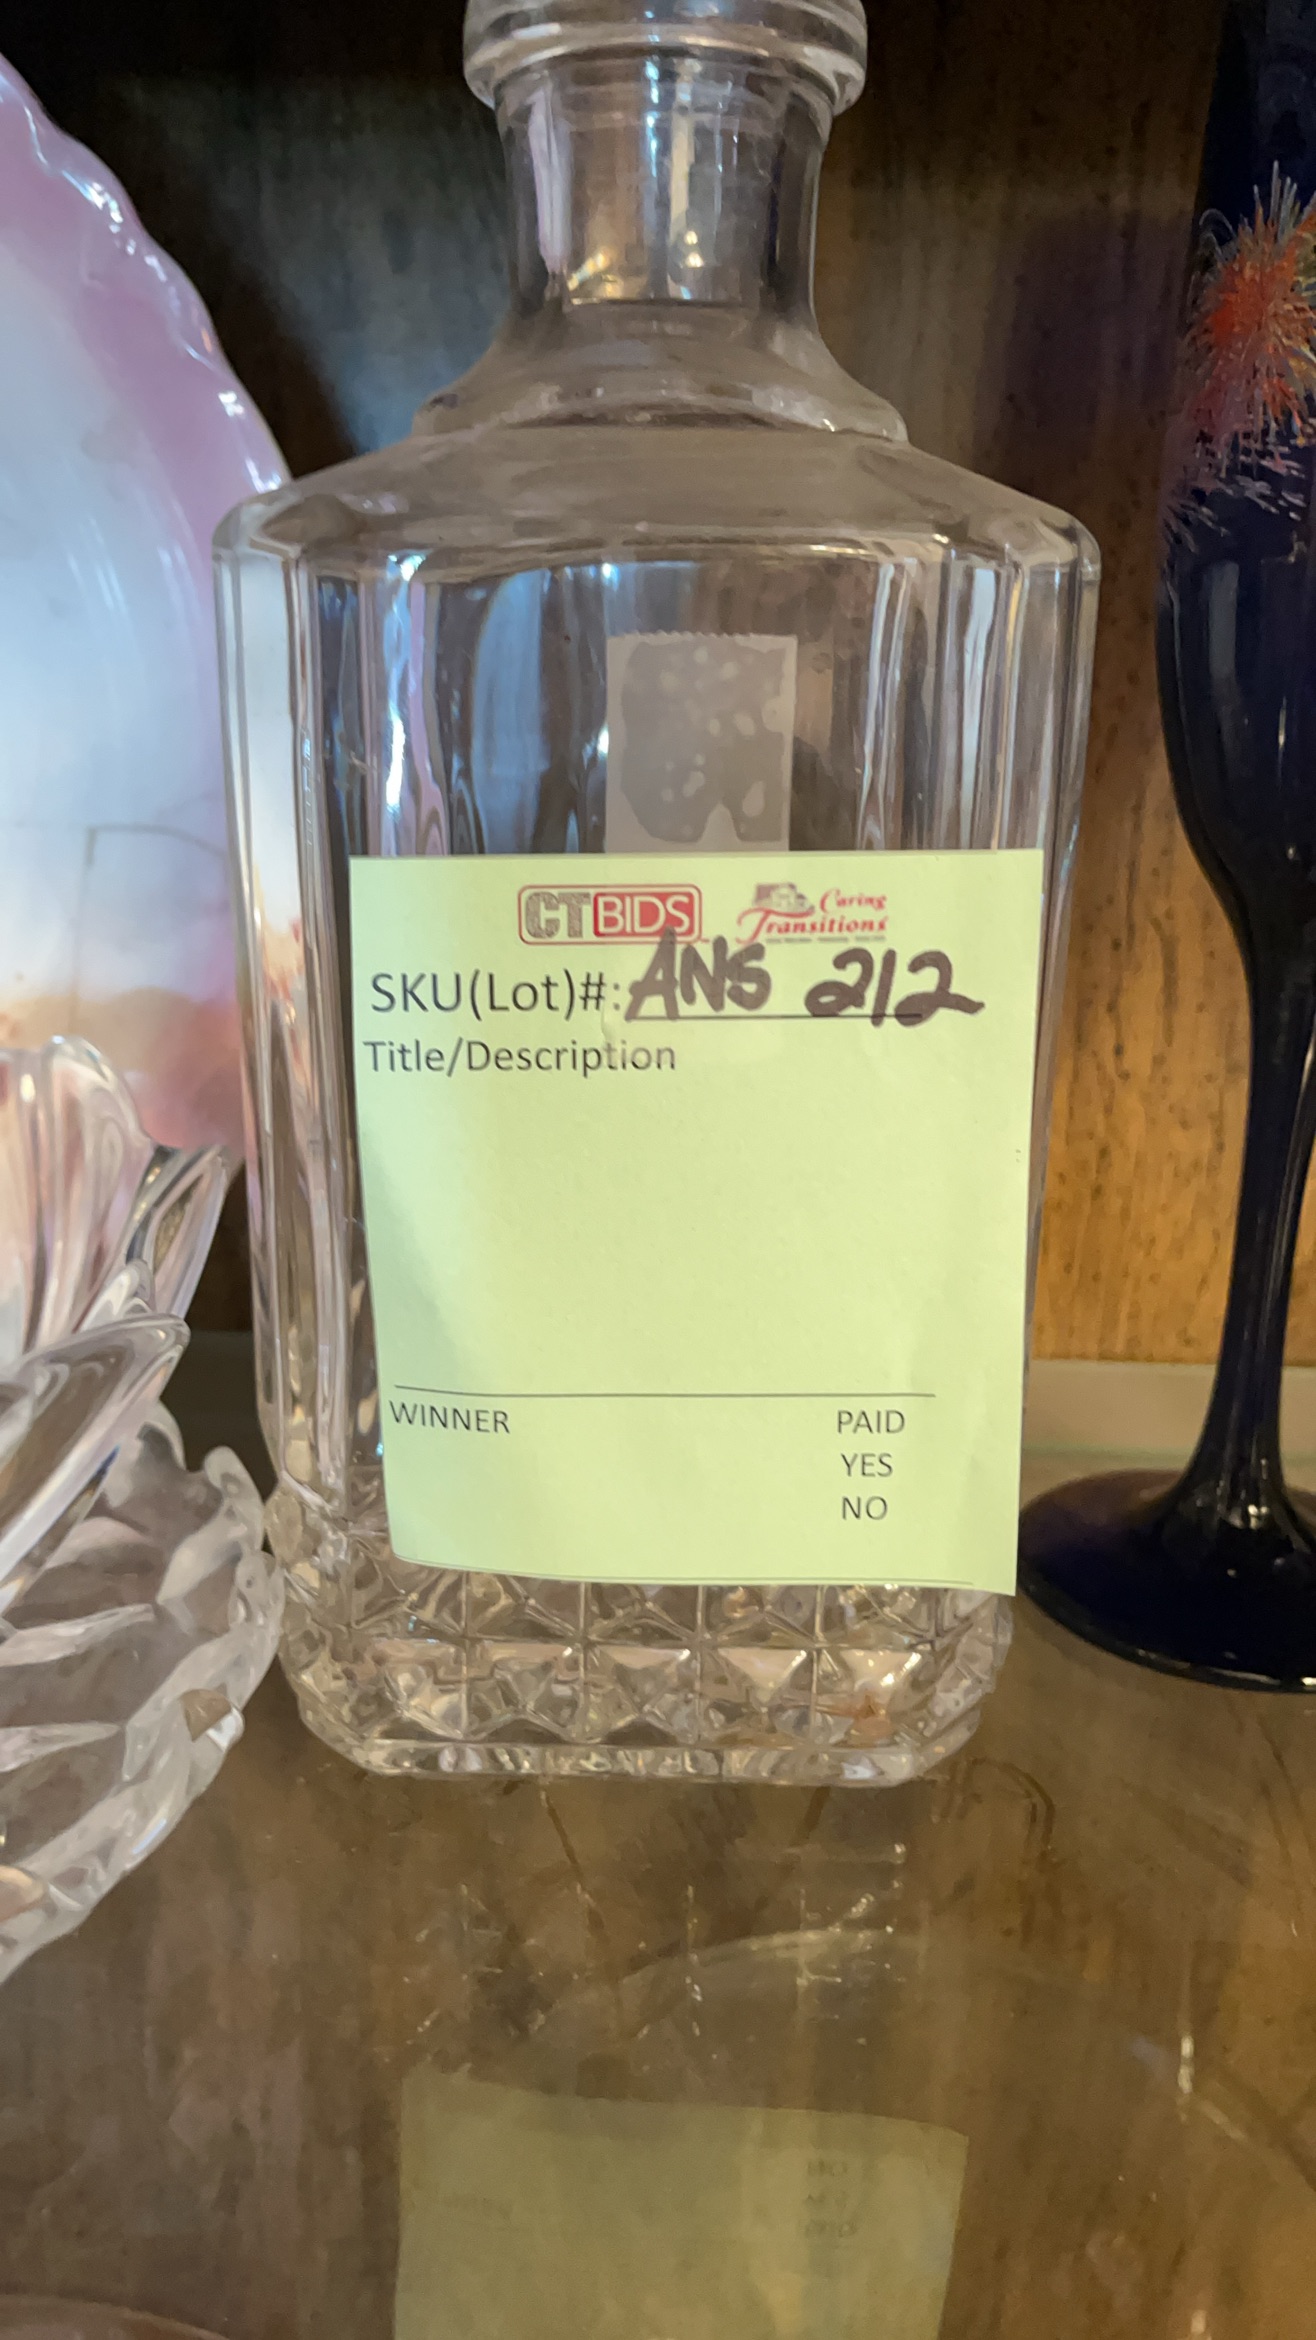 CTBIDS
Caring
Transitions
SKU(Lot)#: ANS 212
Title/Description
WINNER PAID
YES
NO